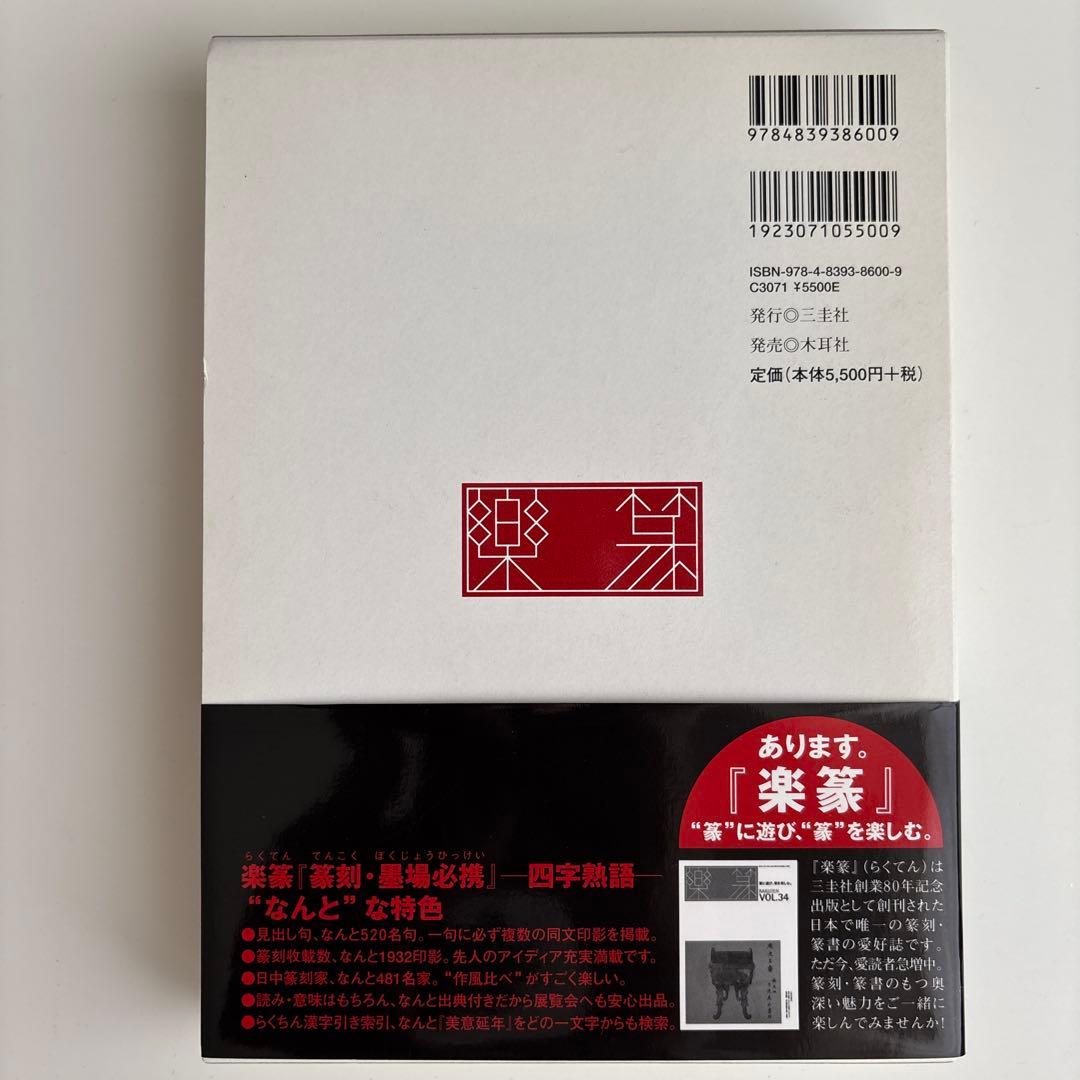 9784839386009
1923071055009
ISBN-978-4-8393-8600-9
C3071 ¥5500E
発行◎三圭社
発売◎木耳社
定価(本体5,500円+税)
樂 篆
あります。
『楽篆』
“篆”に遊び、“篆”を楽しむ。
らくてん てんこく ぼくじょうひっけい
楽篆『篆刻・墨場必携』―四字熟語―
“なんと”な特色
●見出し句、なんと520名句。一句に必ず複数の同文印影を掲載。
●篆刻収載数、なんと1932印影。先人のアイディア充実満載です。
●日中篆刻家、なんと481名家。“作風比べ”がすごく楽しい。
●読み・意味はもちろん、なんと出典付きだから展覧会へも安心出品。
●らくちん漢字引き索引、なんと『美意延年』をどの一文字からも検索。
樂 篆
篆に遊び、篆を楽しむ。
RAKUTEN
VOL.34
『楽篆』(らくてん)は
三圭社創業80年記念
出版として創刊された
日本で唯一の篆刻・
篆書の愛好誌です。
ただ今、愛読者急増中。
篆刻・篆書のもつ奥
深い魅力をご一緒に
楽しんでみませんか!